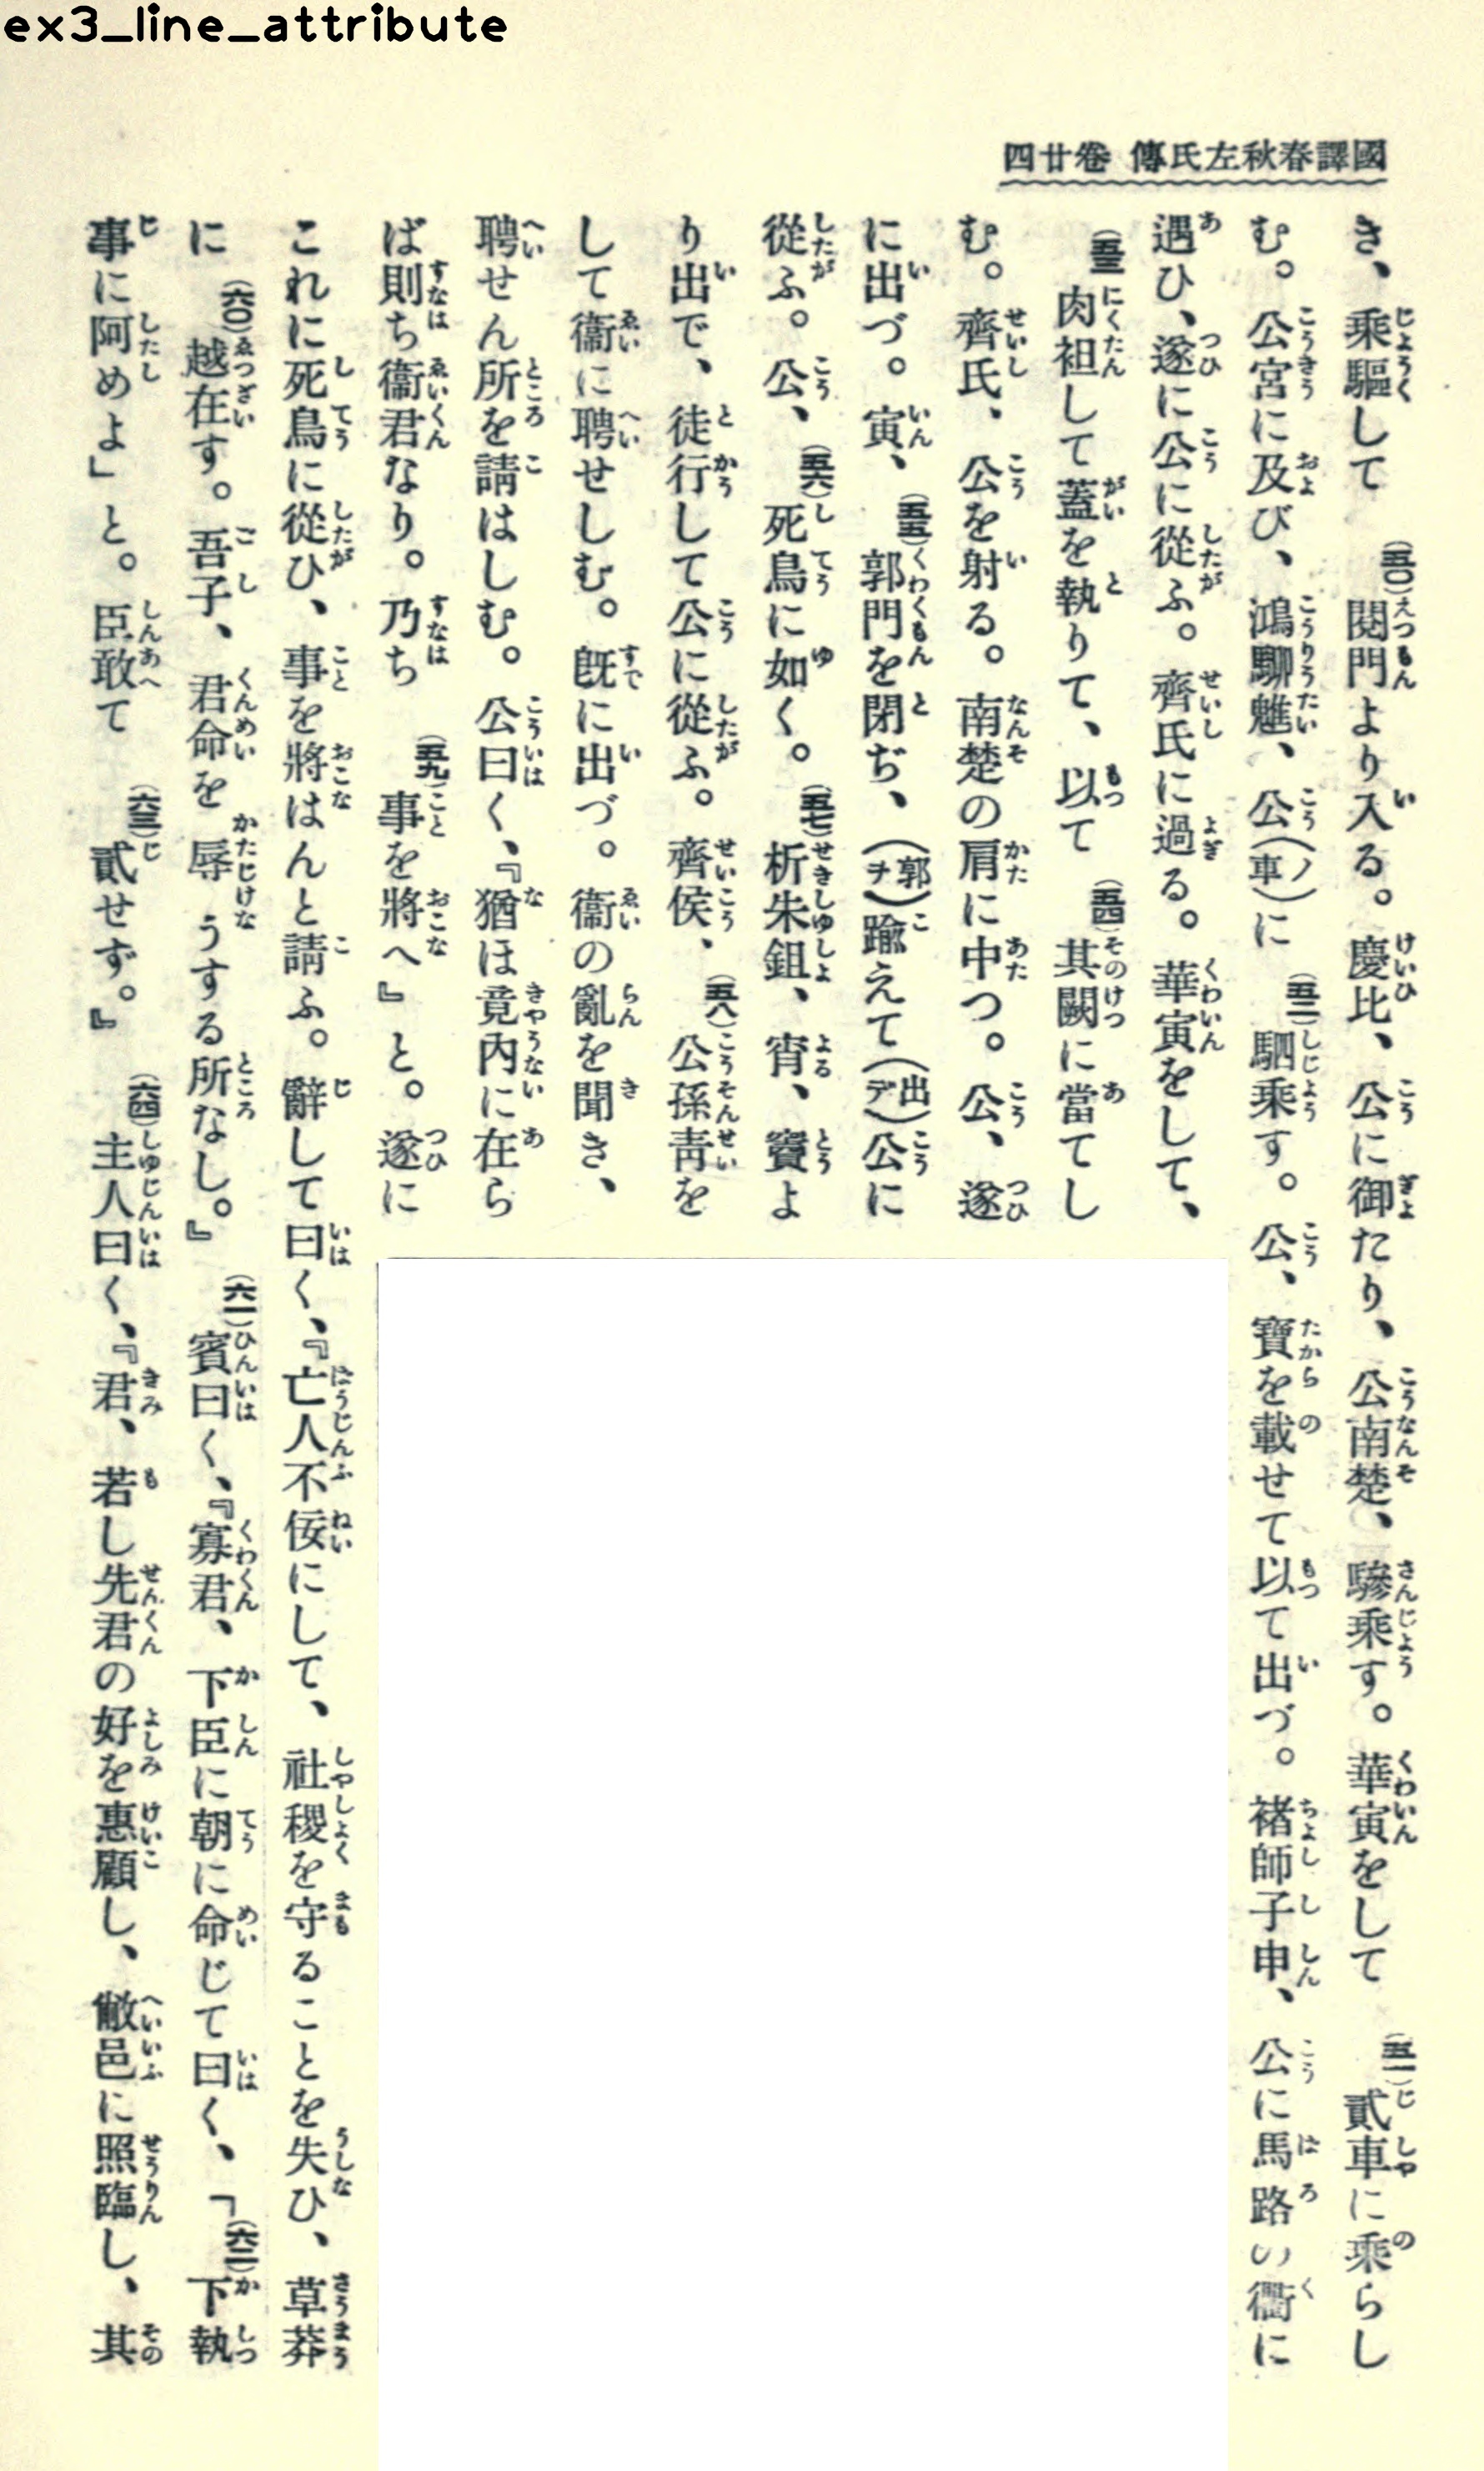 ex3_line_attribute
國譯春秋左氏傳 卷廿四
き、乘驅して(五〇)閱門より入る。慶比、公に御たり、公南楚、驂乘す。華寅をして(五一)貳車に乘らし
む。公宮に及び、鴻駵魋、公(ノ車)に(五二)駟乘す。公、寶を載せて以て出づ。褚師子申、公に馬路の衢に
遇ひ、遂に公に從ふ。齊氏に過る。華寅をして、
(五三)肉袒して蓋を執りて、以て(五四)其闕に當てし
む。齊氏、公を射る。南楚の肩に中つ。公、遂
に出づ。寅、(五五)郭門を閉ぢ、(郭ヲ)踰えて(出デ)公に
從ふ。公、(五六)死鳥に如く。(五七)析朱鉏、宵、竇よ
り出で、徒行して公に從ふ。齊侯、(五八)公孫靑を
して衞に聘せしむ。旣に出づ。衞の亂を聞き、
聘せん所を請はしむ。公曰く、『猶ほ竟內に在ら
ば則ち衞君なり。乃ち(五九)事を將へ』と。遂に
これに死鳥に從ひ、事を將はんと請ふ。辭して曰く、『亡人不佞にして、社稷を守ることを失ひ、草莽
に(六〇)越在す。吾子、君命を辱うする所なし。』(六一)賓曰く、『寡君、下臣に朝に命じて曰く、「(六二)下執
事に阿めよ」と。臣敢て(六三)貳せず。』(六四)主人曰く、『君、若し先君の好を惠顧し、敝邑に照臨し、其